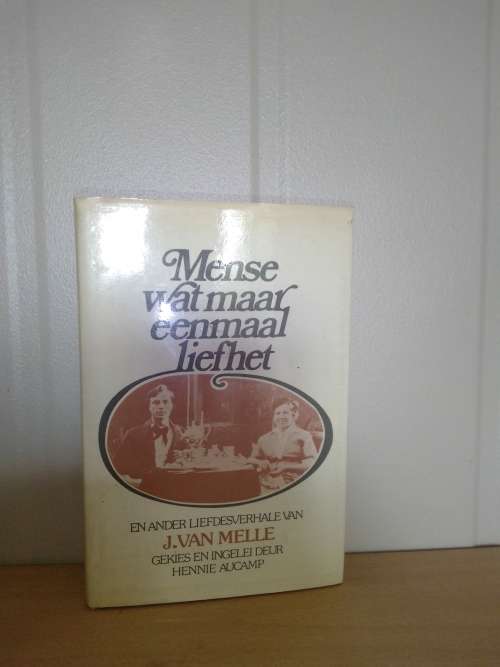 Mense
wat maar
eenmaal
liefhet
EN ANDER LIEFDESVERHALE VAN
J. VAN MELLE
GEKIES EN INGELEI DEUR
HENNIE AUCAMP